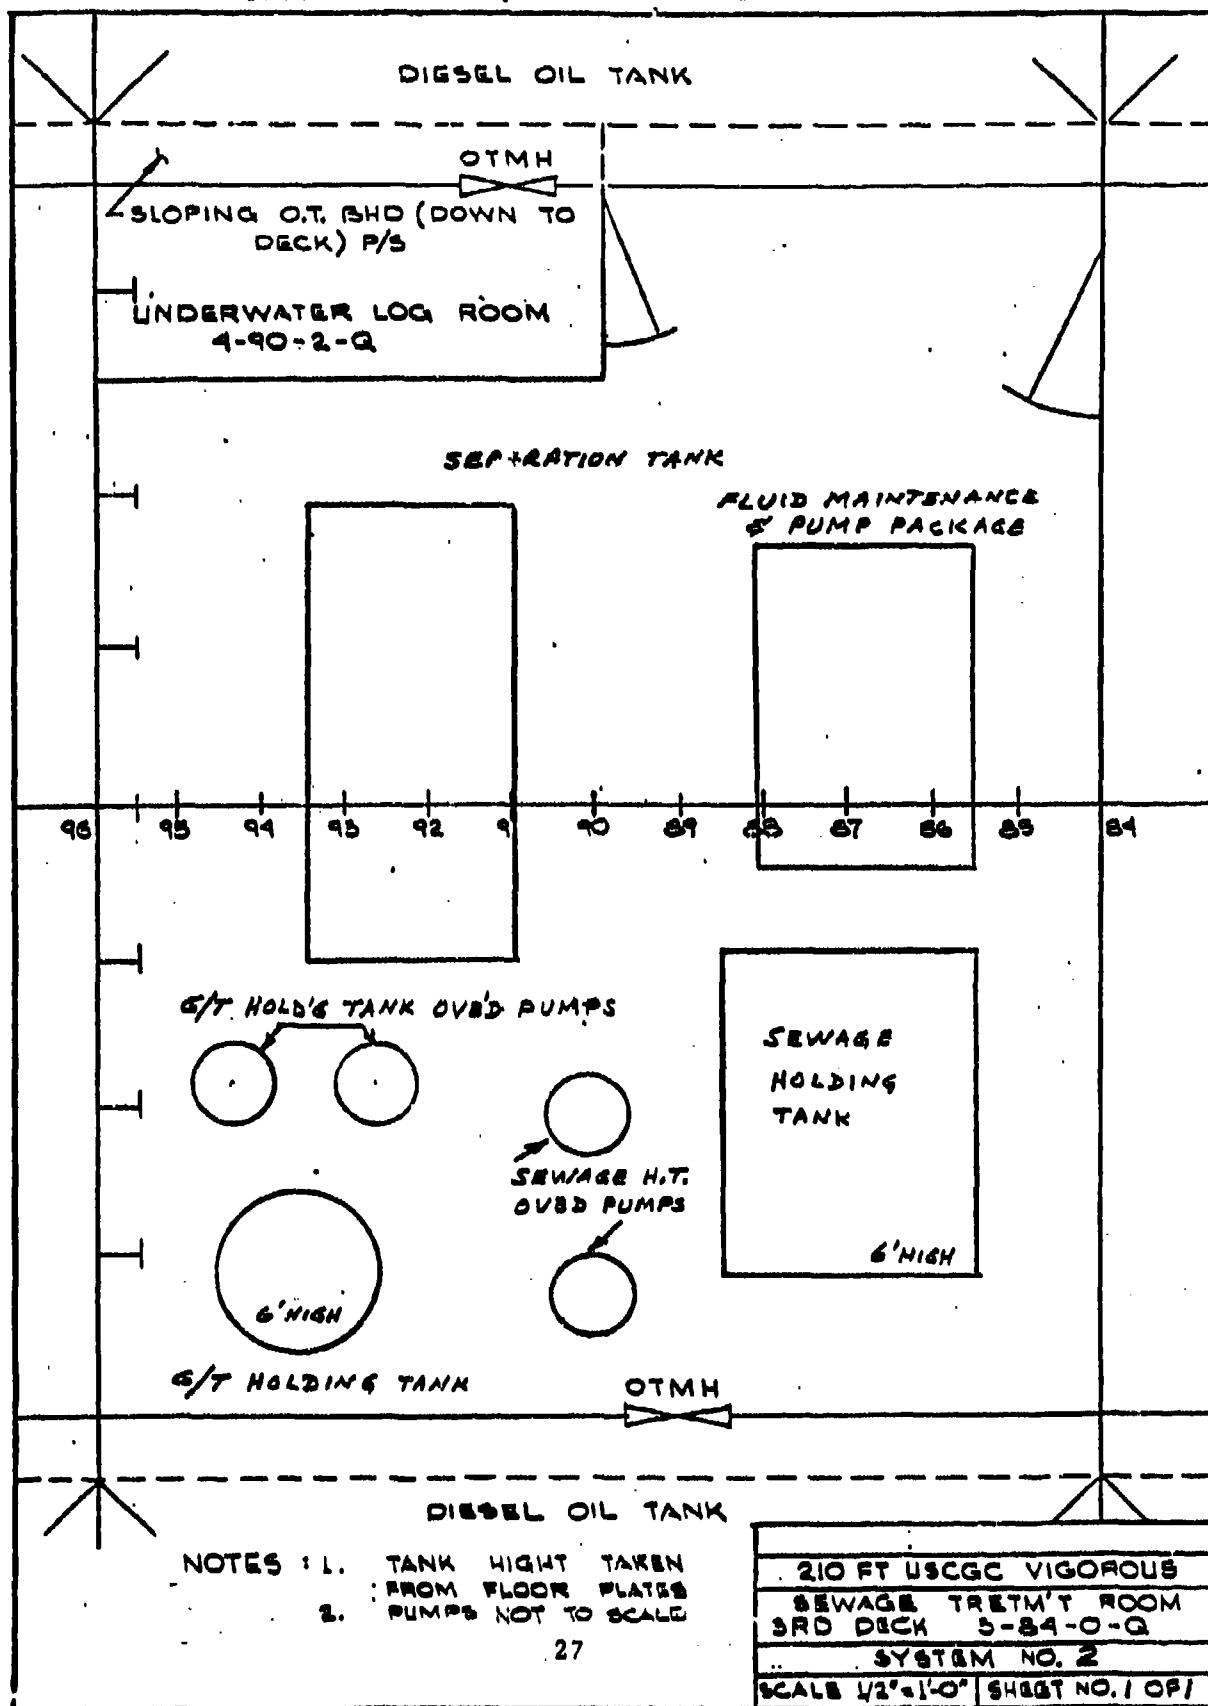 DIESEL OIL TANK
OTMH
SLOPING O.T. BHD (DOWN TO
DECK) P/S
UNDERWATER LOG ROOM
4-90-2-Q
SEPARATION TANK
FLUID MAINTENANCE
& PUMP PACKAGE
96 95 94 93 92 91 90 89 88 87 86 85 84
G/T HOLD'G TANK OVB'D PUMPS
SEWAGE
HOLDING
TANK
SEWAGE H.T.
OVBD PUMPS
6' HIGH
6' HIGH
G/T HOLDING TANK
OTMH
DIESEL OIL TANK
NOTES : 1. TANK HIGHT TAKEN
FROM FLOOR PLATES
2. PUMPS NOT TO SCALE
27
210 FT USCGC VIGOROUS
SEWAGE TRETM'T ROOM
3RD DECK 3-84-0-Q
SYSTEM NO. 2
SCALE 1/2"=1'-0" SHEET NO. 1 OF 1